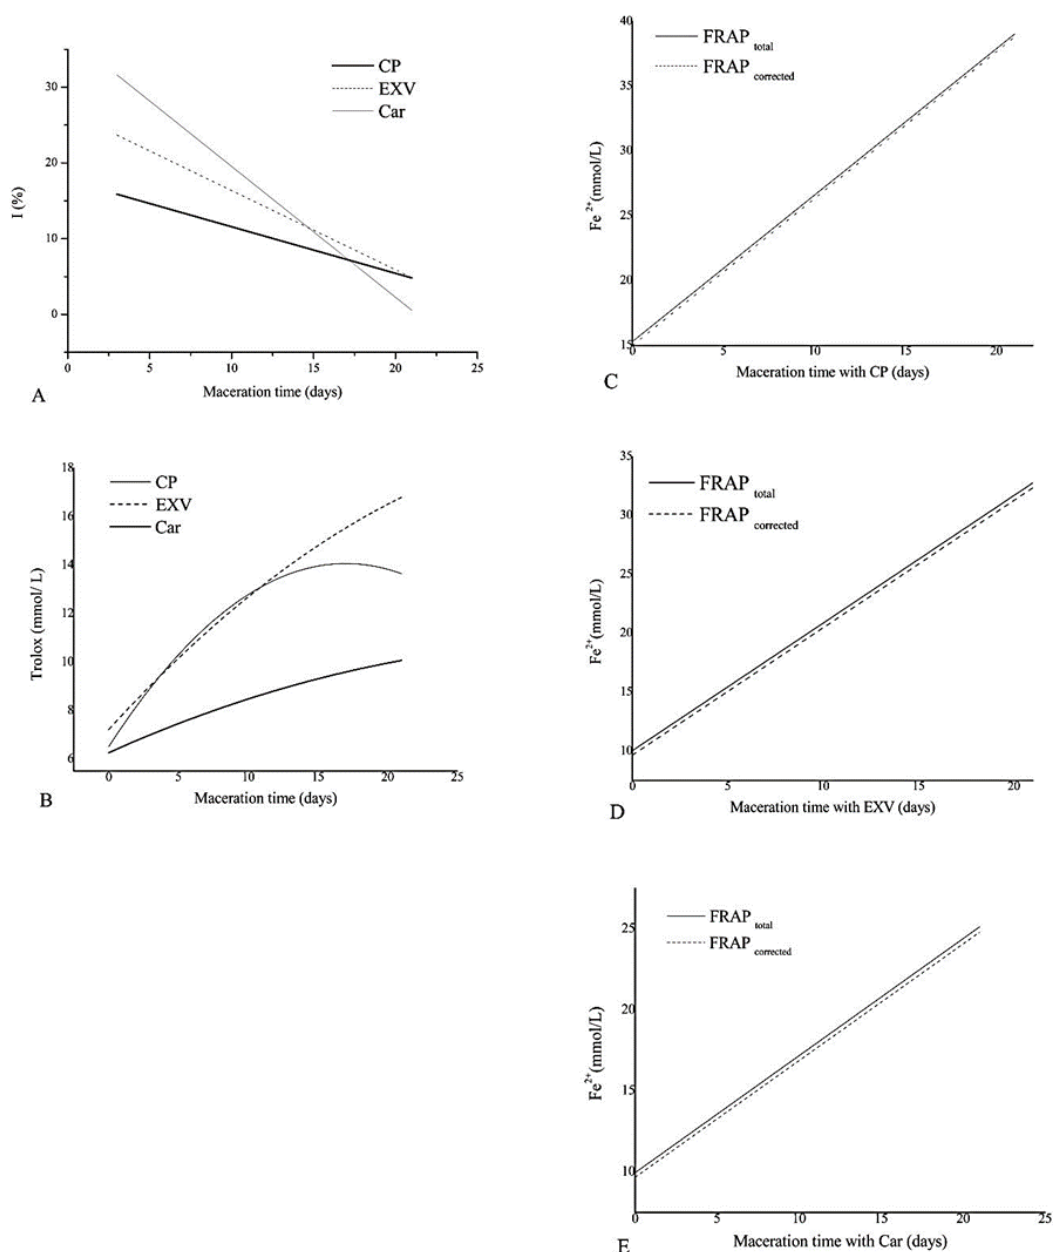 CP
EXV
Car
30
20
10
0
I (%)
0 5 10 15 20 25
Maceration time (days)
A
18
16
14
12
10
8
6
Trolox (mmol/ L)
CP
EXV
Car
0 5 10 15 20 25
Maceration time (days)
B
40
35
30
25
20
15
Fe 2+ (mmol/L)
FRAP total
FRAP corrected
0 5 10 15 20
Maceration time with CP (days)
C
35
30
25
20
15
10
Fe2+ (mmol/L)
FRAP total
FRAP corrected
0 5 10 15 20
Maceration time with EXV (days)
D
25
20
15
10
Fe2+ (mmol/L)
FRAP total
FRAP corrected
0 5 10 15 20 25
Maceration time with Car (days)
E